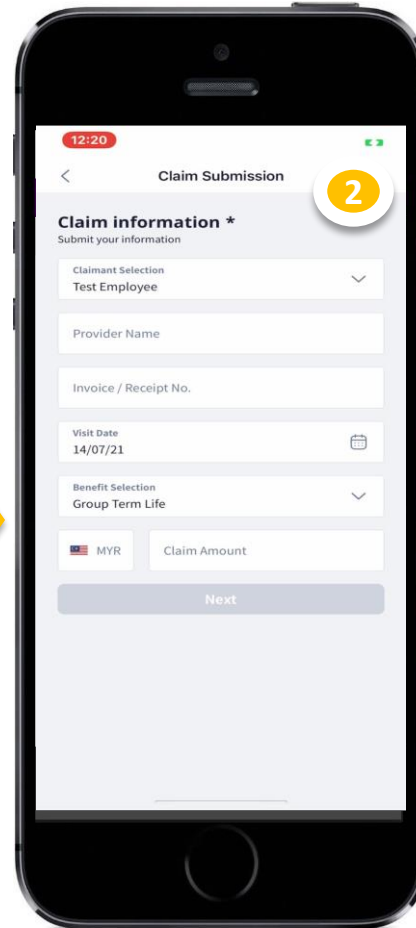 12:20
Claim Submission
2
Claim information *
Submit your information
Claimant Selection
Test Employee
Provider Name
Invoice / Receipt No.
Visit Date
14/07/21
Benefit Selection
Group Term Life
MYR
Claim Amount
Next